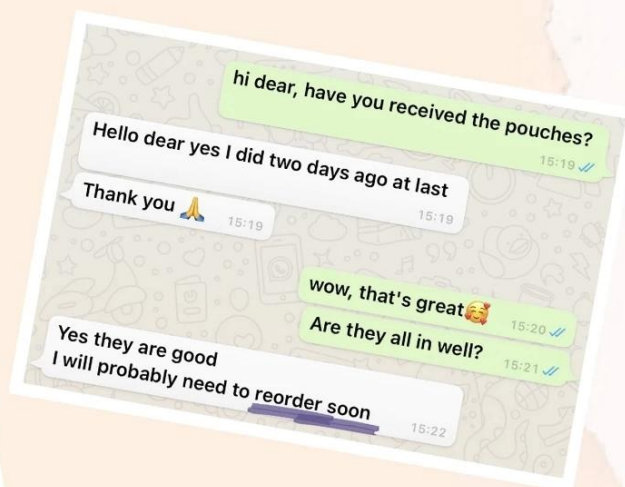 hi dear, have you received the pouches?
15:19
Hello dear yes I did two days ago at last
15:19
Thank you 🙏
15:19
wow, that's great🥰
15:20
Are they all in well?
15:21
Yes they are good
I will probably need to reorder soon
15:22